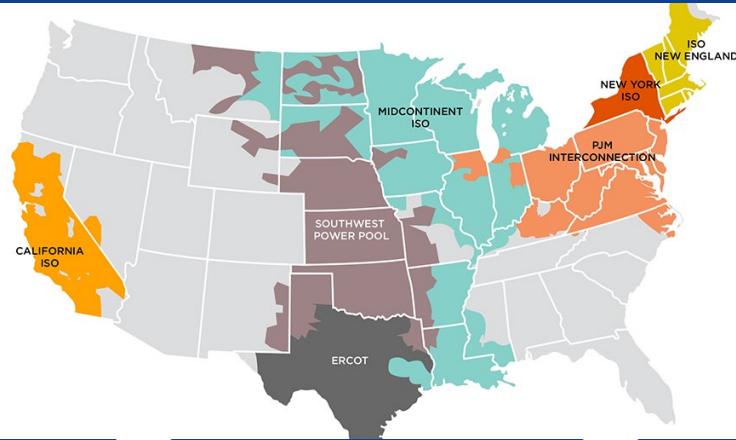 ISO
NEW ENGLAND
NEW YORK
ISO
MIDCONTINENT
ISO
PJM
INTERCONNECTION
SOUTHWEST
POWER POOL
CALIFORNIA
ISO
ERCOT